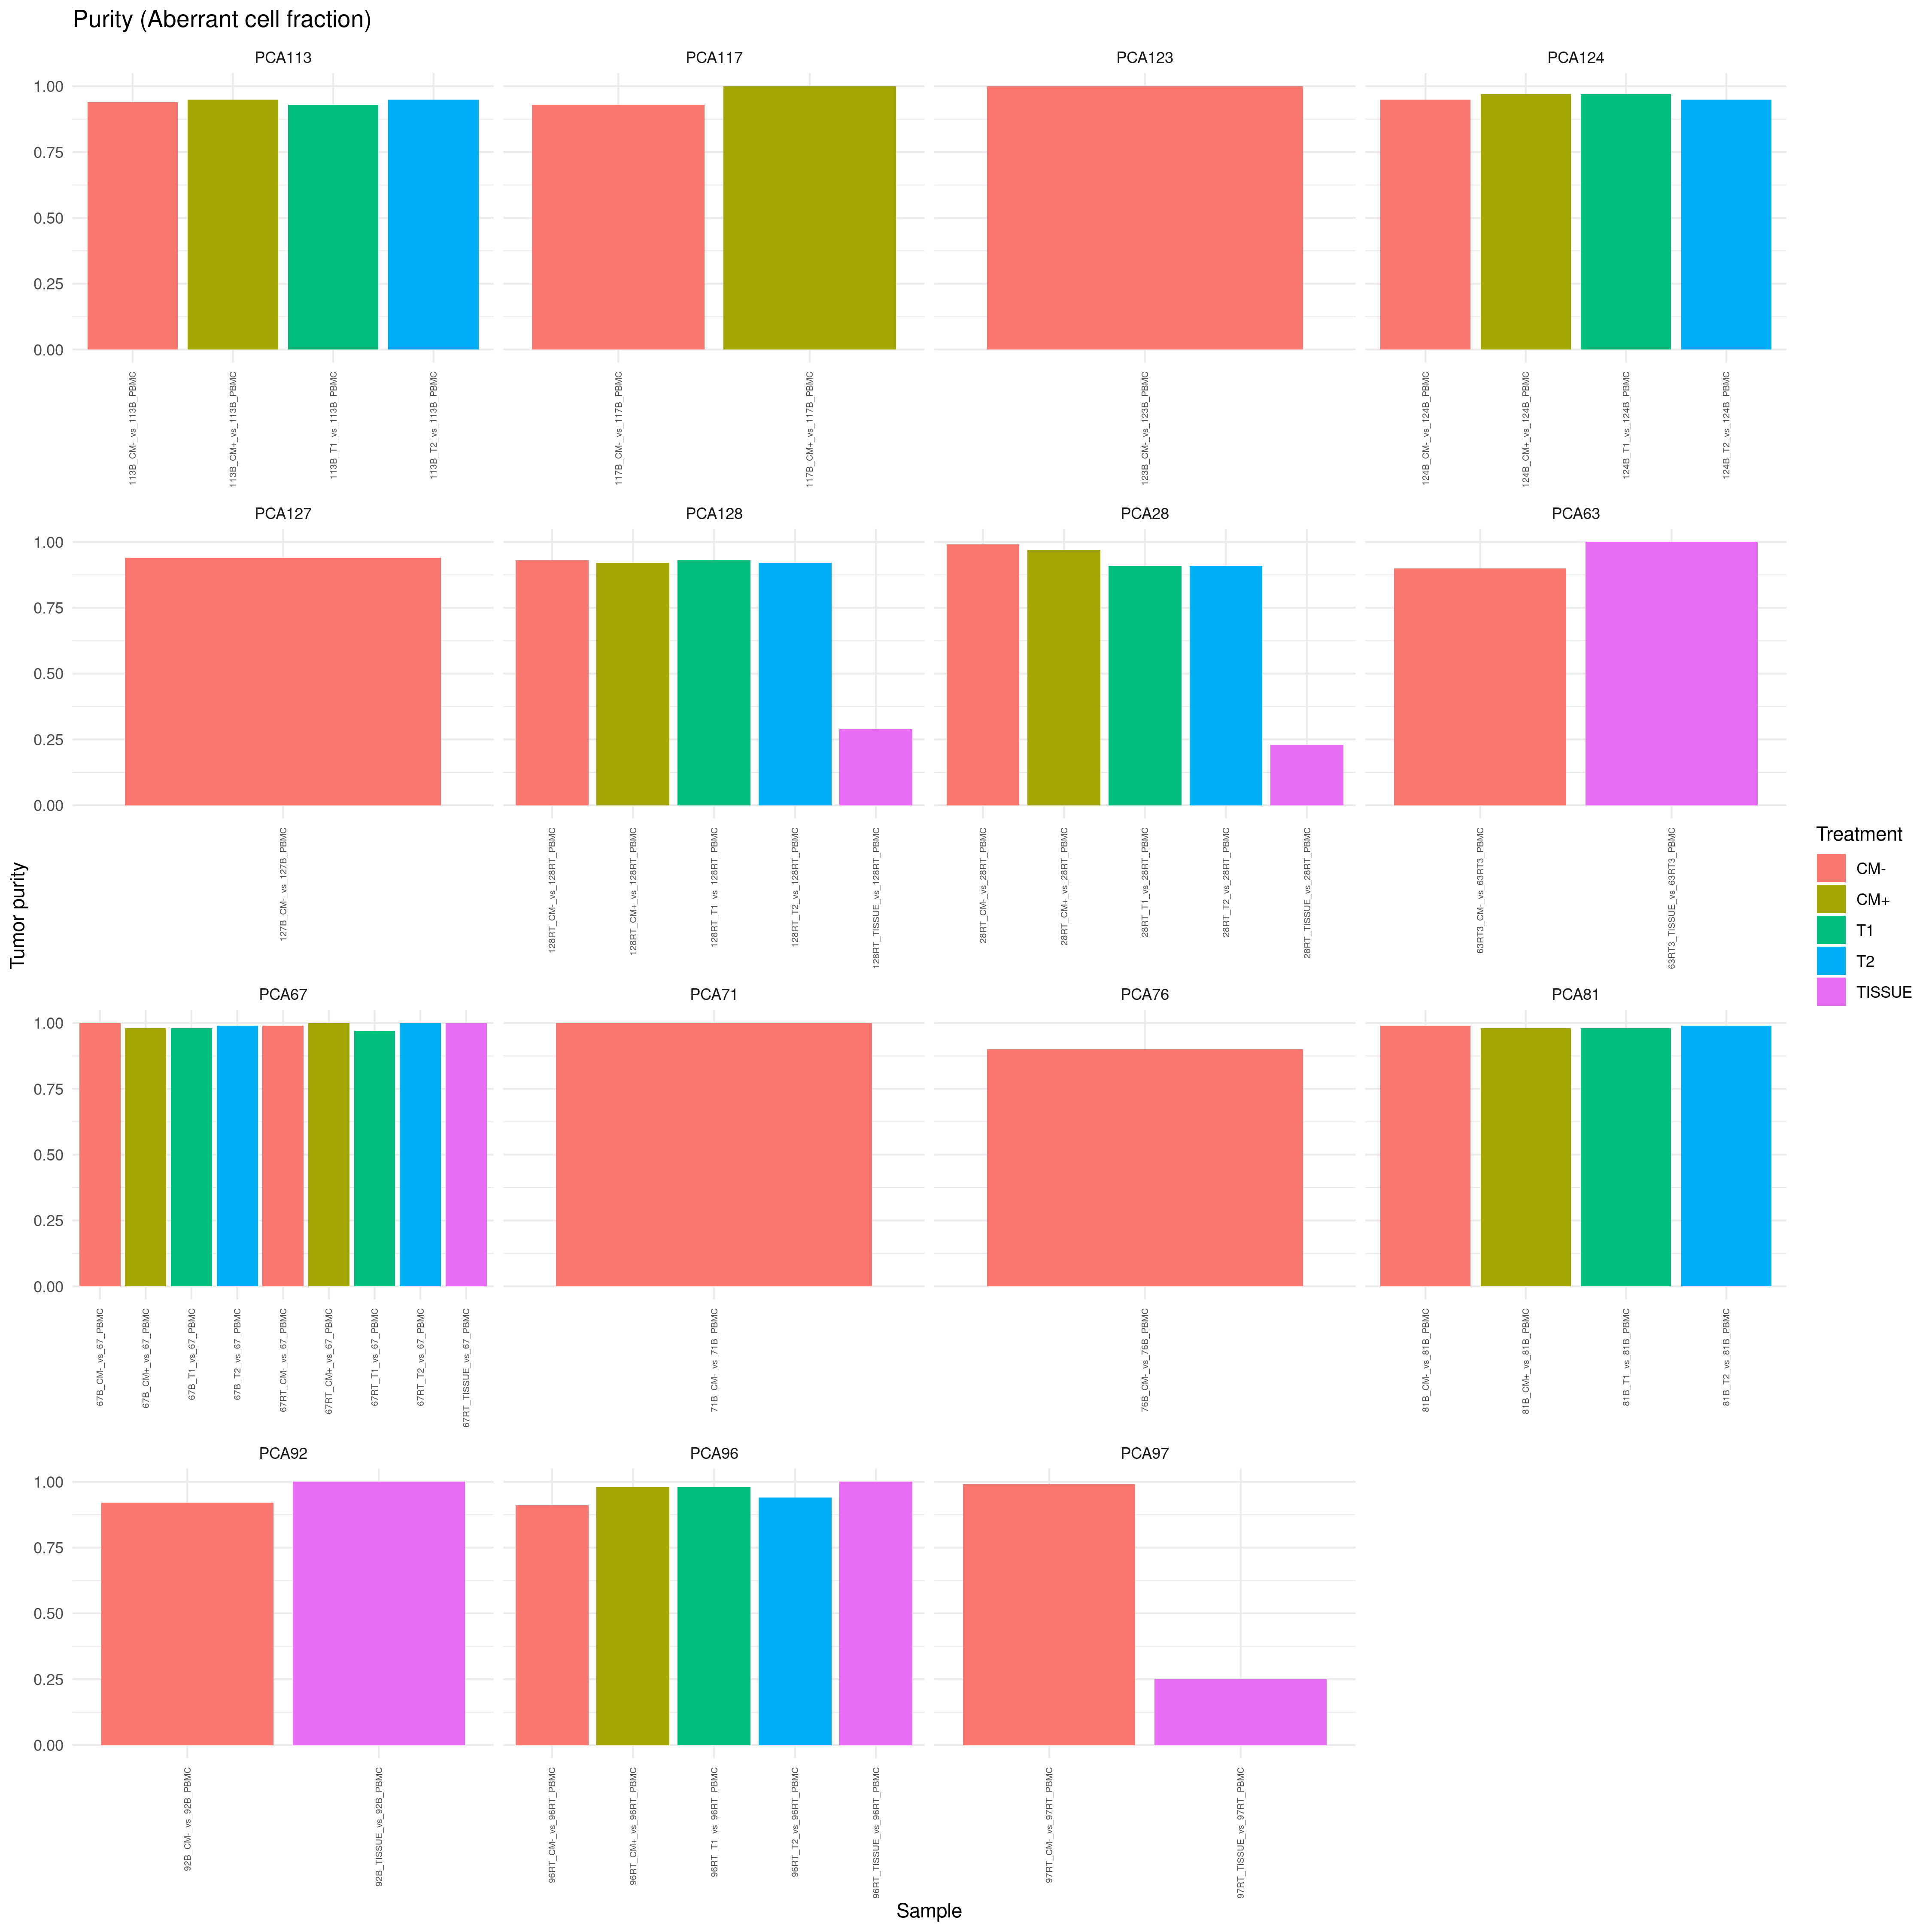 Purity (Aberrant cell fraction)
PCA113
PCA117
PCA123
PCA124
1.00
0.75
0.50
0.25
0.00
113B_CM-_vs_113B_PBMC
113B_CM+_vs_113B_PBMC
113B_T1_vs_113B_PBMC
113B_T2_vs_113B_PBMC
117B_CM-_vs_117B_PBMC
117B_CM+_vs_117B_PBMC
123B_CM-_vs_123B_PBMC
124B_CM-_vs_124B_PBMC
124B_CM+_vs_124B_PBMC
124B_T1_vs_124B_PBMC
124B_T2_vs_124B_PBMC
PCA127
PCA128
PCA28
PCA63
1.00
0.75
0.50
0.25
0.00
127B_CM-_vs_127B_PBMC
128RT_CM-_vs_128RT_PBMC
128RT_CM+_vs_128RT_PBMC
128RT_T1_vs_128RT_PBMC
128RT_T2_vs_128RT_PBMC
128RT_TISSUE_vs_128RT_PBMC
28RT_CM-_vs_28RT_PBMC
28RT_CM+_vs_28RT_PBMC
28RT_T1_vs_28RT_PBMC
28RT_T2_vs_28RT_PBMC
28RT_TISSUE_vs_28RT_PBMC
63RT3_CM-_vs_63RT3_PBMC
63RT3_TISSUE_vs_63RT3_PBMC
Tumor purity
Treatment
CM-
CM+
T1
T2
TISSUE
PCA67
PCA71
PCA76
PCA81
1.00
0.75
0.50
0.25
0.00
67B_CM-_vs_67_PBMC
67B_CM+_vs_67_PBMC
67B_T1_vs_67_PBMC
67B_T2_vs_67_PBMC
67RT_CM-_vs_67_PBMC
67RT_CM+_vs_67_PBMC
67RT_T1_vs_67_PBMC
67RT_T2_vs_67_PBMC
67RT_TISSUE_vs_67_PBMC
71B_CM-_vs_71B_PBMC
76B_CM-_vs_76B_PBMC
81B_CM-_vs_81B_PBMC
81B_CM+_vs_81B_PBMC
81B_T1_vs_81B_PBMC
81B_T2_vs_81B_PBMC
PCA92
PCA96
PCA97
1.00
0.75
0.50
0.25
0.00
92B_CM-_vs_92B_PBMC
92B_TISSUE_vs_92B_PBMC
96RT_CM-_vs_96RT_PBMC
96RT_CM+_vs_96RT_PBMC
96RT_T1_vs_96RT_PBMC
96RT_T2_vs_96RT_PBMC
96RT_TISSUE_vs_96RT_PBMC
97RT_CM-_vs_97RT_PBMC
97RT_TISSUE_vs_97RT_PBMC
Sample